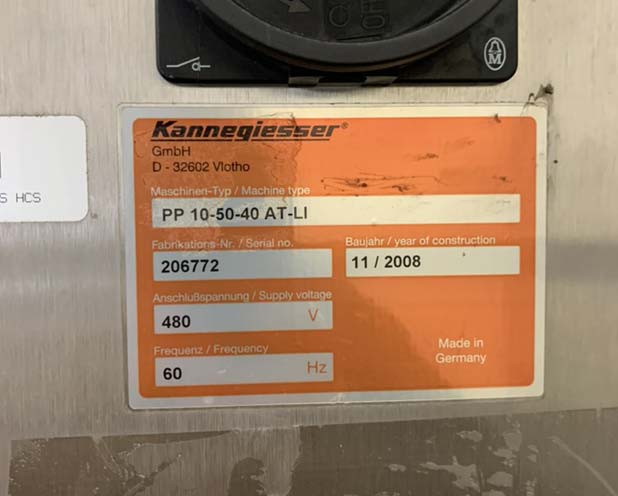 OH
M
S HCS
Kannegiesser®
GmbH
D - 32602 Vlotho
Maschinen-Typ / Machine type
PP 10-50-40 AT-LI
Fabrikations-Nr. / Serial no.
Baujahr / year of construction
206772
11 / 2008
Anschlußspannung / Supply voltage
480 V
Frequenz / Frequency
60 Hz
Made in
Germany